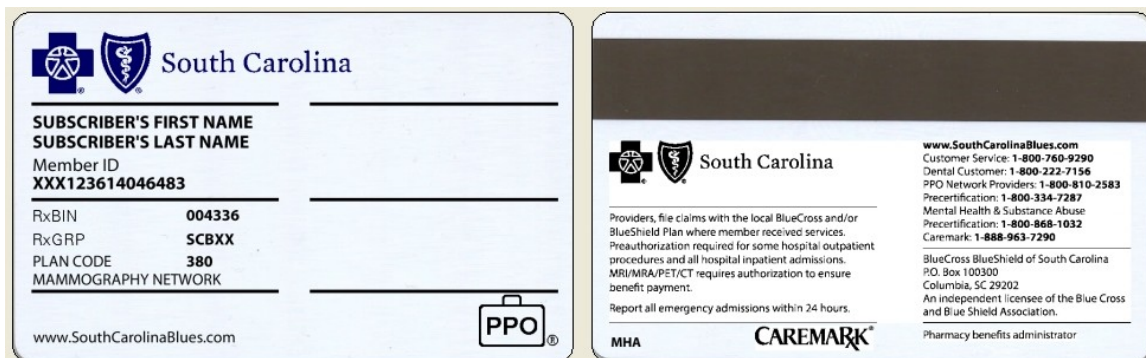 South Carolina
SUBSCRIBER'S FIRST NAME
SUBSCRIBER'S LAST NAME
Member ID
XXX123614046483
RxBIN 004336
RxGRP SCBXX
PLAN CODE 380
MAMMOGRAPHY NETWORK
www.SouthCarolinaBlues.com
PPO®
South Carolina
Providers, file claims with the local BlueCross and/or
BlueShield Plan where member received services.
Preauthorization required for some hospital outpatient
procedures and all hospital inpatient admissions.
MRI/MRA/PET/CT requires authorization to ensure
benefit payment.
Report all emergency admissions within 24 hours.
MHA
CAREMARK®
www.SouthCarolinaBlues.com
Customer Service: 1-800-760-9290
Dental Customer: 1-800-222-7156
PPO Network Providers: 1-800-810-2583
Precertification: 1-800-334-7287
Mental Health & Substance Abuse
Precertification: 1-800-868-1032
Caremark: 1-888-963-7290
BlueCross BlueShield of South Carolina
P.O. Box 100300
Columbia, SC 29202
An independent licensee of the Blue Cross
and Blue Shield Association.
Pharmacy benefits administrator